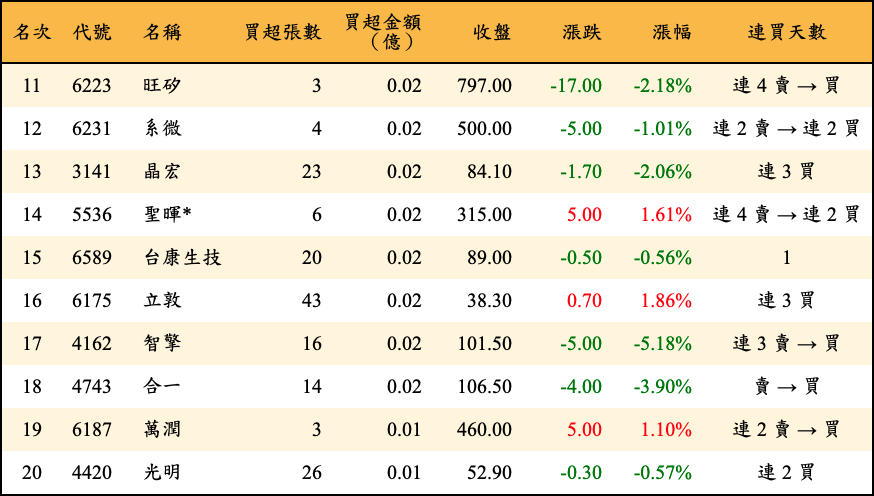 名次 代號 名稱 買超張數 買超金額（億） 收盤 漲跌 漲幅 連買天數
11 6223 旺矽 3 0.02 797.00 -17.00 -2.18% 連 4 賣 → 買
12 6231 系微 4 0.02 500.00 -5.00 -1.01% 連 2 賣 → 連 2 買
13 3141 晶宏 23 0.02 84.10 -1.70 -2.06% 連 3 買
14 5536 聖暉* 6 0.02 315.00 5.00 1.61% 連 4 賣 → 連 2 買
15 6589 台康生技 20 0.02 89.00 -0.50 -0.56% 1
16 6175 立敦 43 0.02 38.30 0.70 1.86% 連 3 買
17 4162 智擎 16 0.02 101.50 -5.00 -5.18% 連 3 賣 → 買
18 4743 合一 14 0.02 106.50 -4.00 -3.90% 賣 → 買
19 6187 萬潤 3 0.01 460.00 5.00 1.10% 連 2 賣 → 買
20 4420 光明 26 0.01 52.90 -0.30 -0.57% 連 2 買